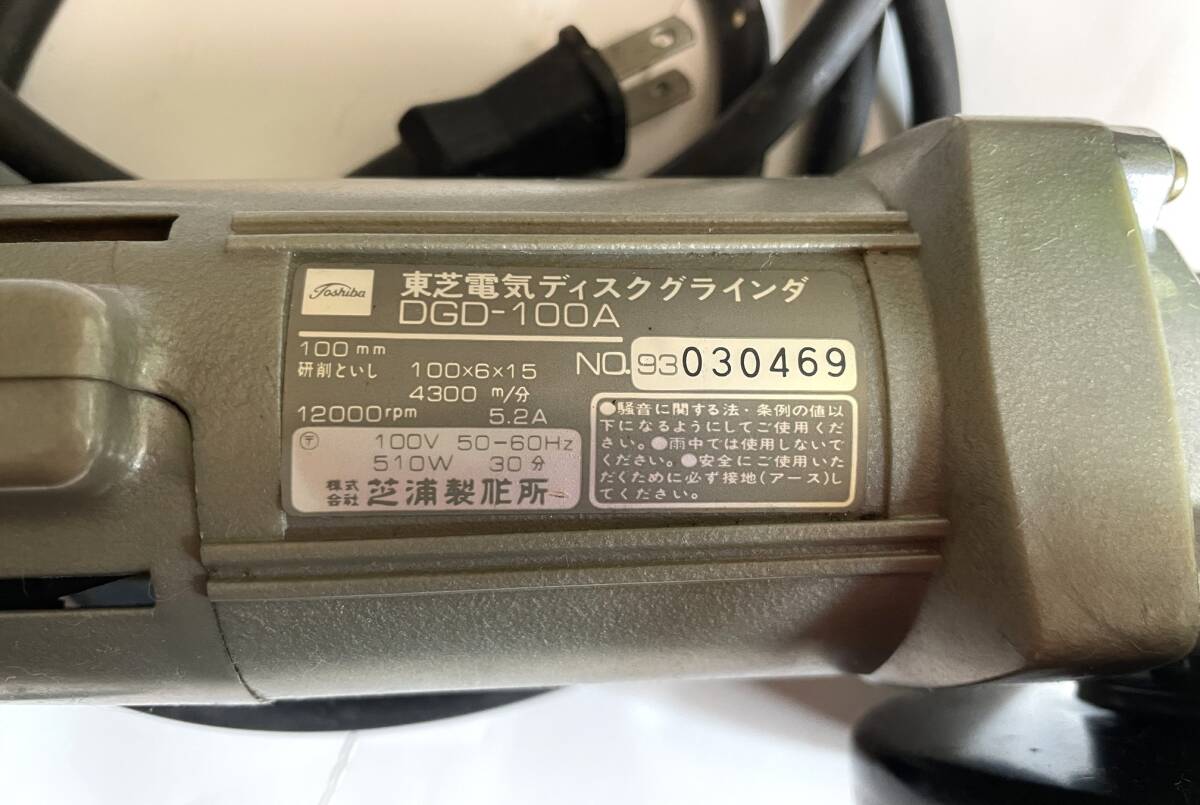 Toshiba
東芝電気ディスクグラインダ
DGD-100A
100mm
研削といし 100×6×15
4300 m/分
12000rpm 5.2A
NO.93030469
〒 100V 50-60Hz
510W 30分
株式会社 芝浦製作所
●騒音に関する法・条例の値以
下になるようにしてご使用くだ
さい。●雨中では使用しないで
ください。●安全にご使用いた
だくために必ず接地(アース)し
てください。